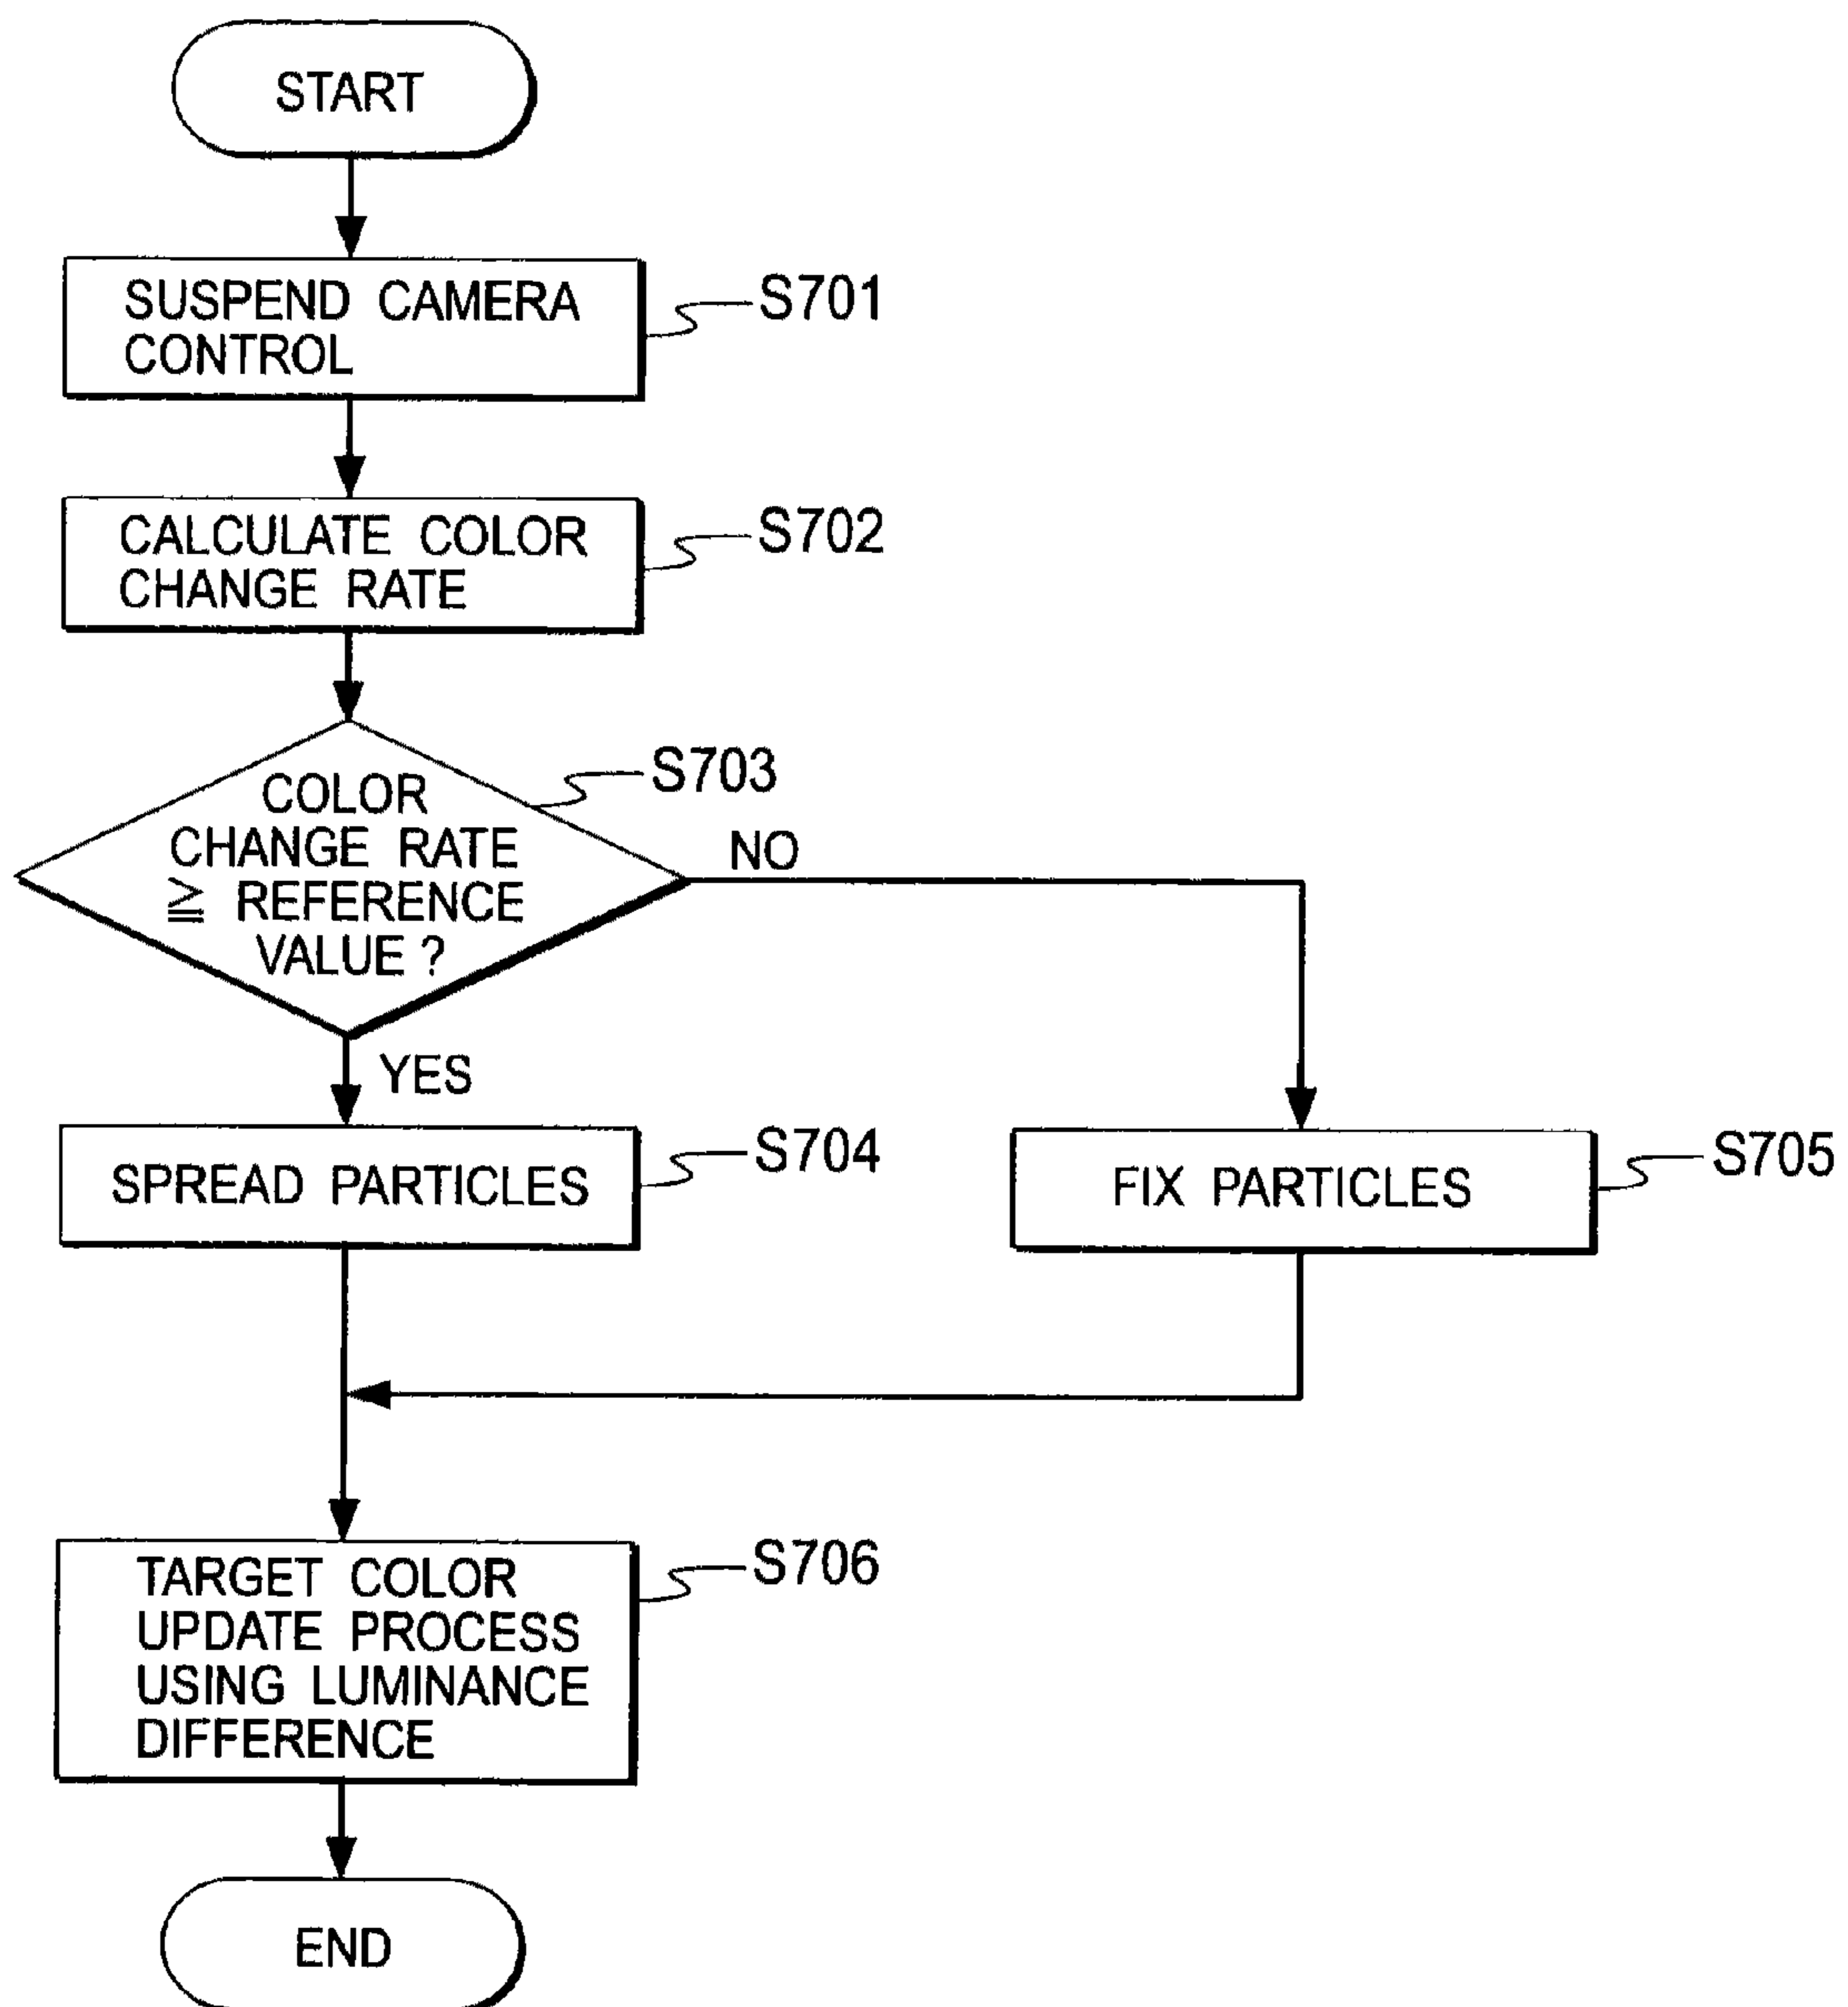 START
SUSPEND CAMERA
CONTROL
S701
CALCULATE COLOR
CHANGE RATE
S702
COLOR
CHANGE RATE
≧ REFERENCE
VALUE ?
S703
NO
YES
SPREAD PARTICLES
S704
FIX PARTICLES
S705
TARGET COLOR
UPDATE PROCESS
USING LUMINANCE
DIFFERENCE
S706
END